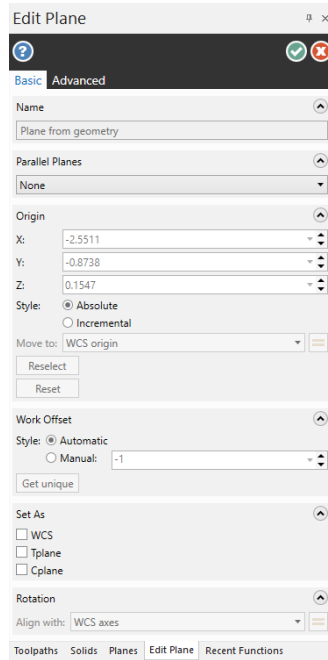 Edit Plane
Basic Advanced
Name
Plane from geometry
Parallel Planes
None
Origin
X: -2.5511
Y: -0.8738
Z: 0.1547
Style: Absolute
Incremental
Move to: WCS origin
Reselect
Reset
Work Offset
Style: Automatic
Manual: -1
Get unique
Set As
WCS
Tplane
Cplane
Rotation
Align with: WCS axes
Toolpaths Solids Planes Edit Plane Recent Functions